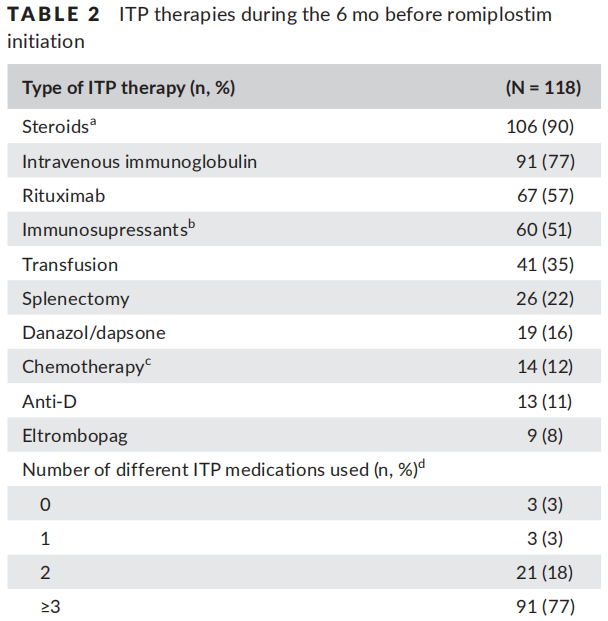 TABLE 2 ITP therapies during the 6 mo before romiplostim
initiation
Type of ITP therapy (n, %) (N = 118)
Steroidsa 106 (90)
Intravenous immunoglobulin 91 (77)
Rituximab 67 (57)
Immunosupressantsb 60 (51)
Transfusion 41 (35)
Splenectomy 26 (22)
Danazol/dapsone 19 (16)
Chemotherapyc 14 (12)
Anti-D 13 (11)
Eltrombopag 9 (8)
Number of different ITP medications used (n, %)d
0 3 (3)
1 3 (3)
2 21 (18)
≥3 91 (77)